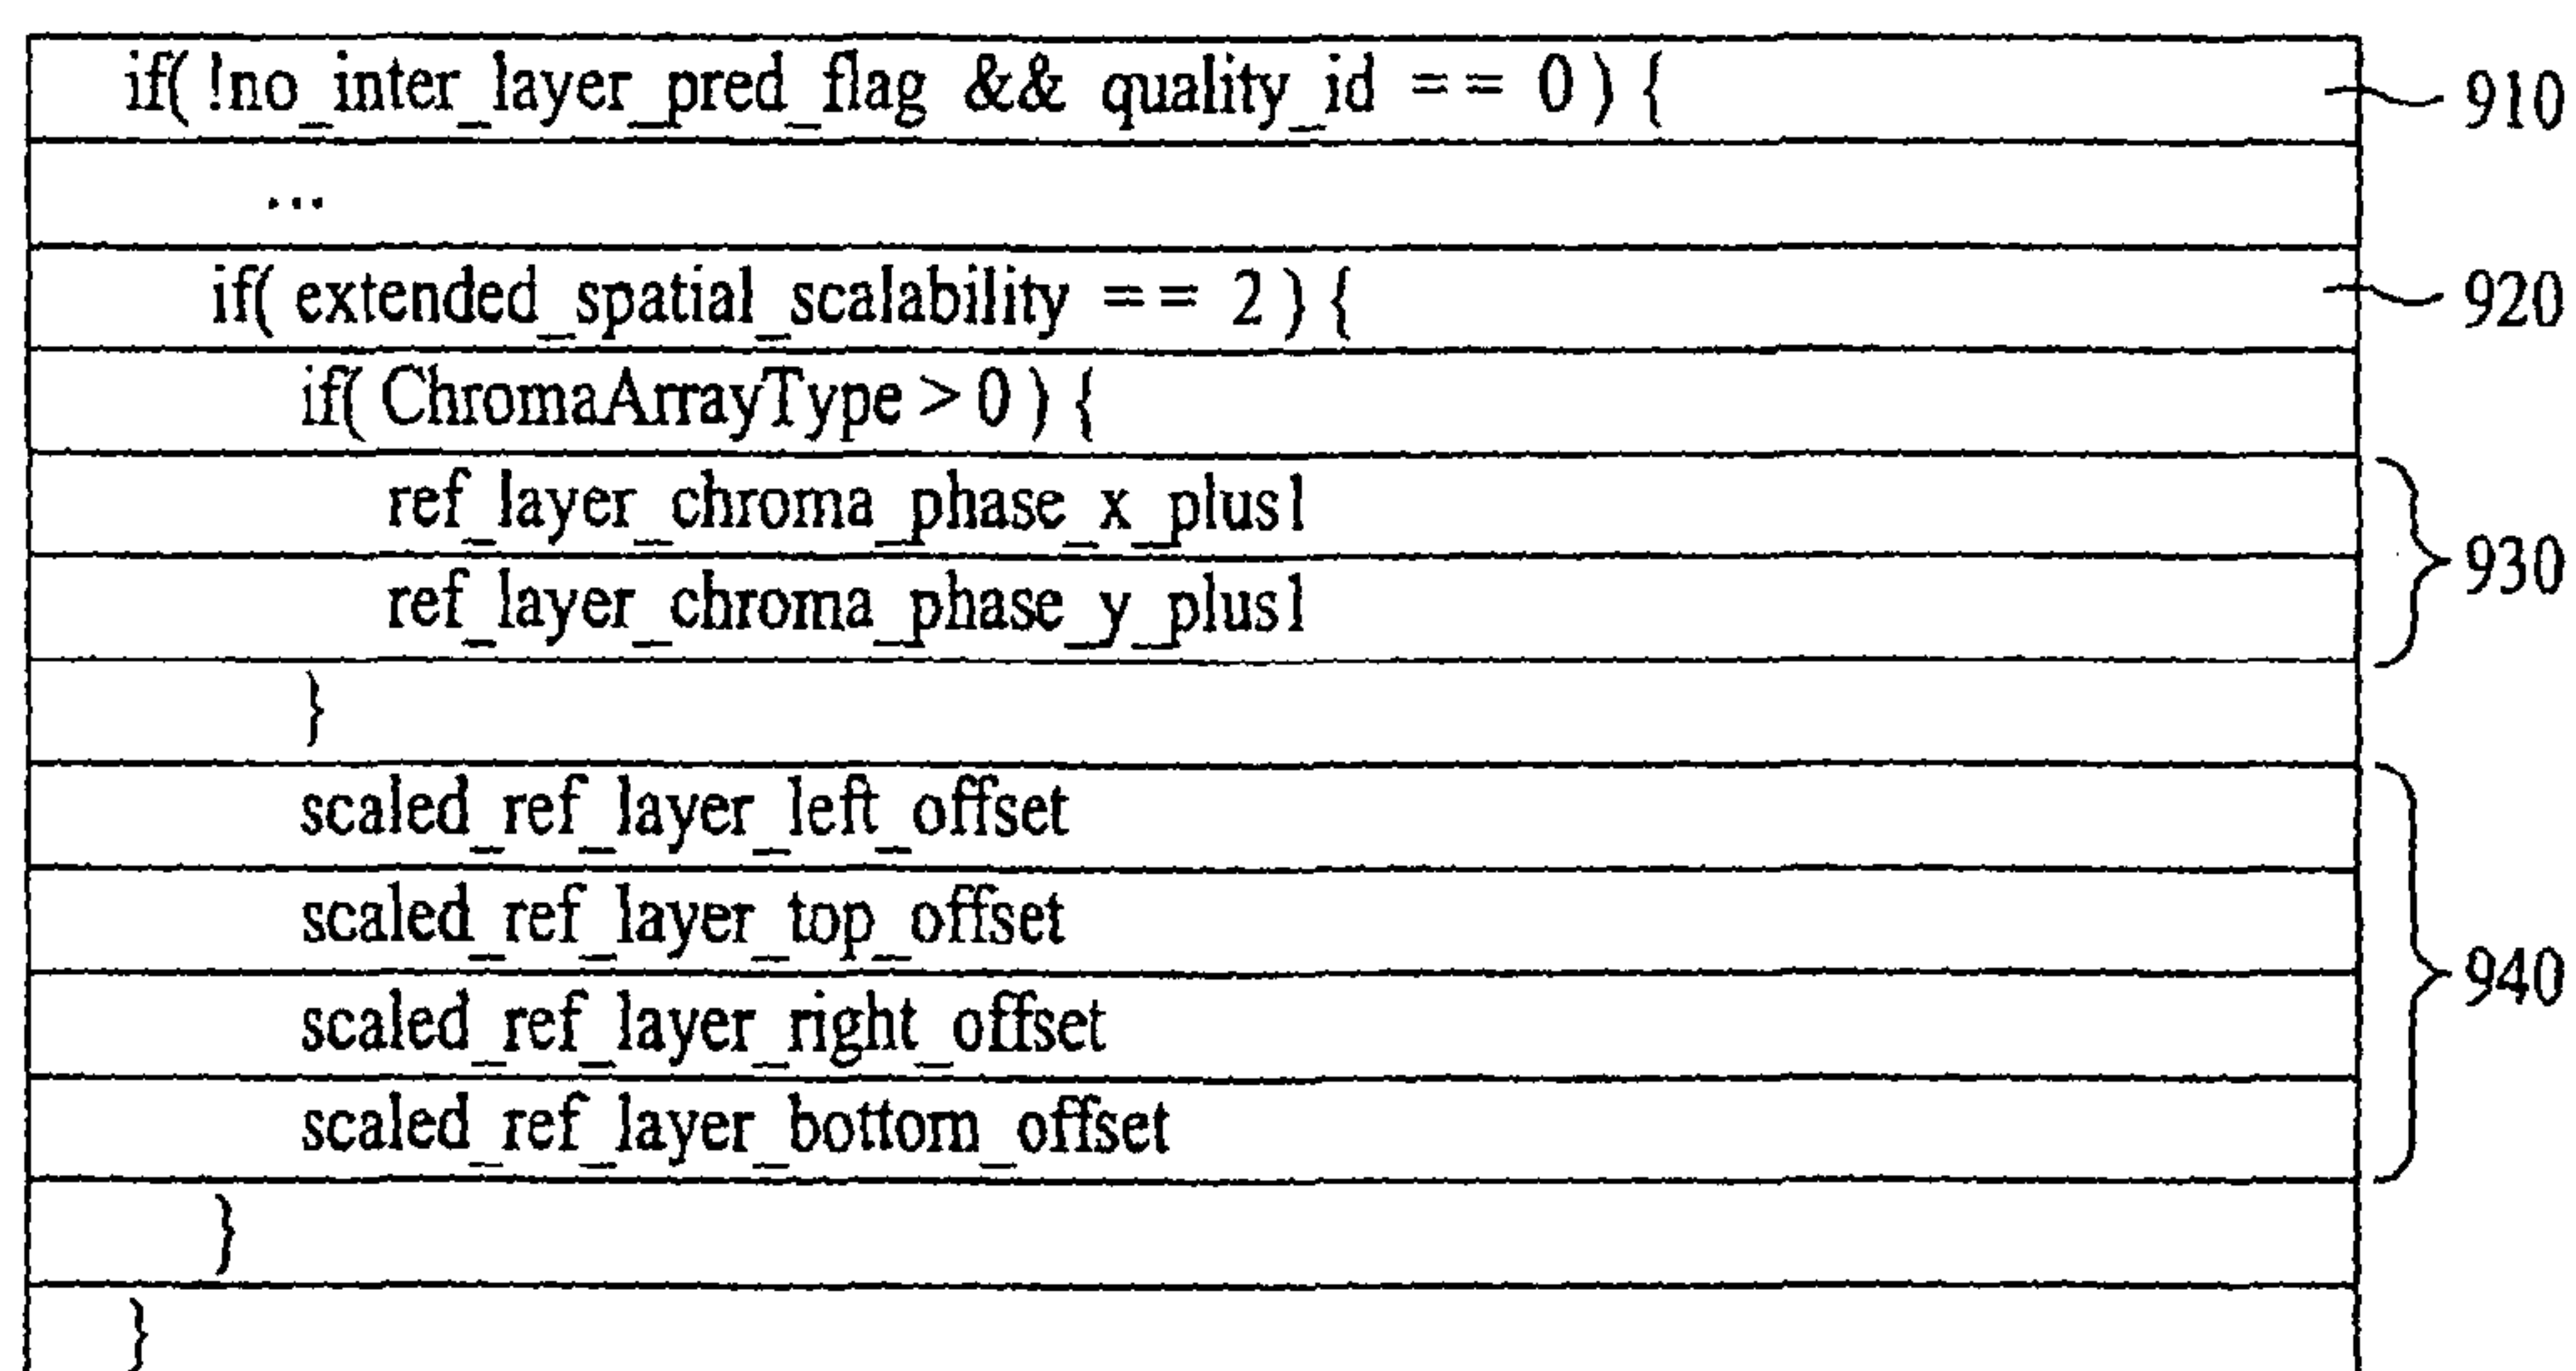 if( !no_inter_layer_pred_flag && quality_id == 0 ) { 910
...
if( extended_spatial_scalability == 2 ) { 920
if( ChromaArrayType > 0 ) {
ref_layer_chroma_phase_x_plus1
ref_layer_chroma_phase_y_plus1
930
}
scaled_ref_layer_left_offset
scaled_ref_layer_top_offset
scaled_ref_layer_right_offset
940
scaled_ref_layer_bottom_offset
}
}